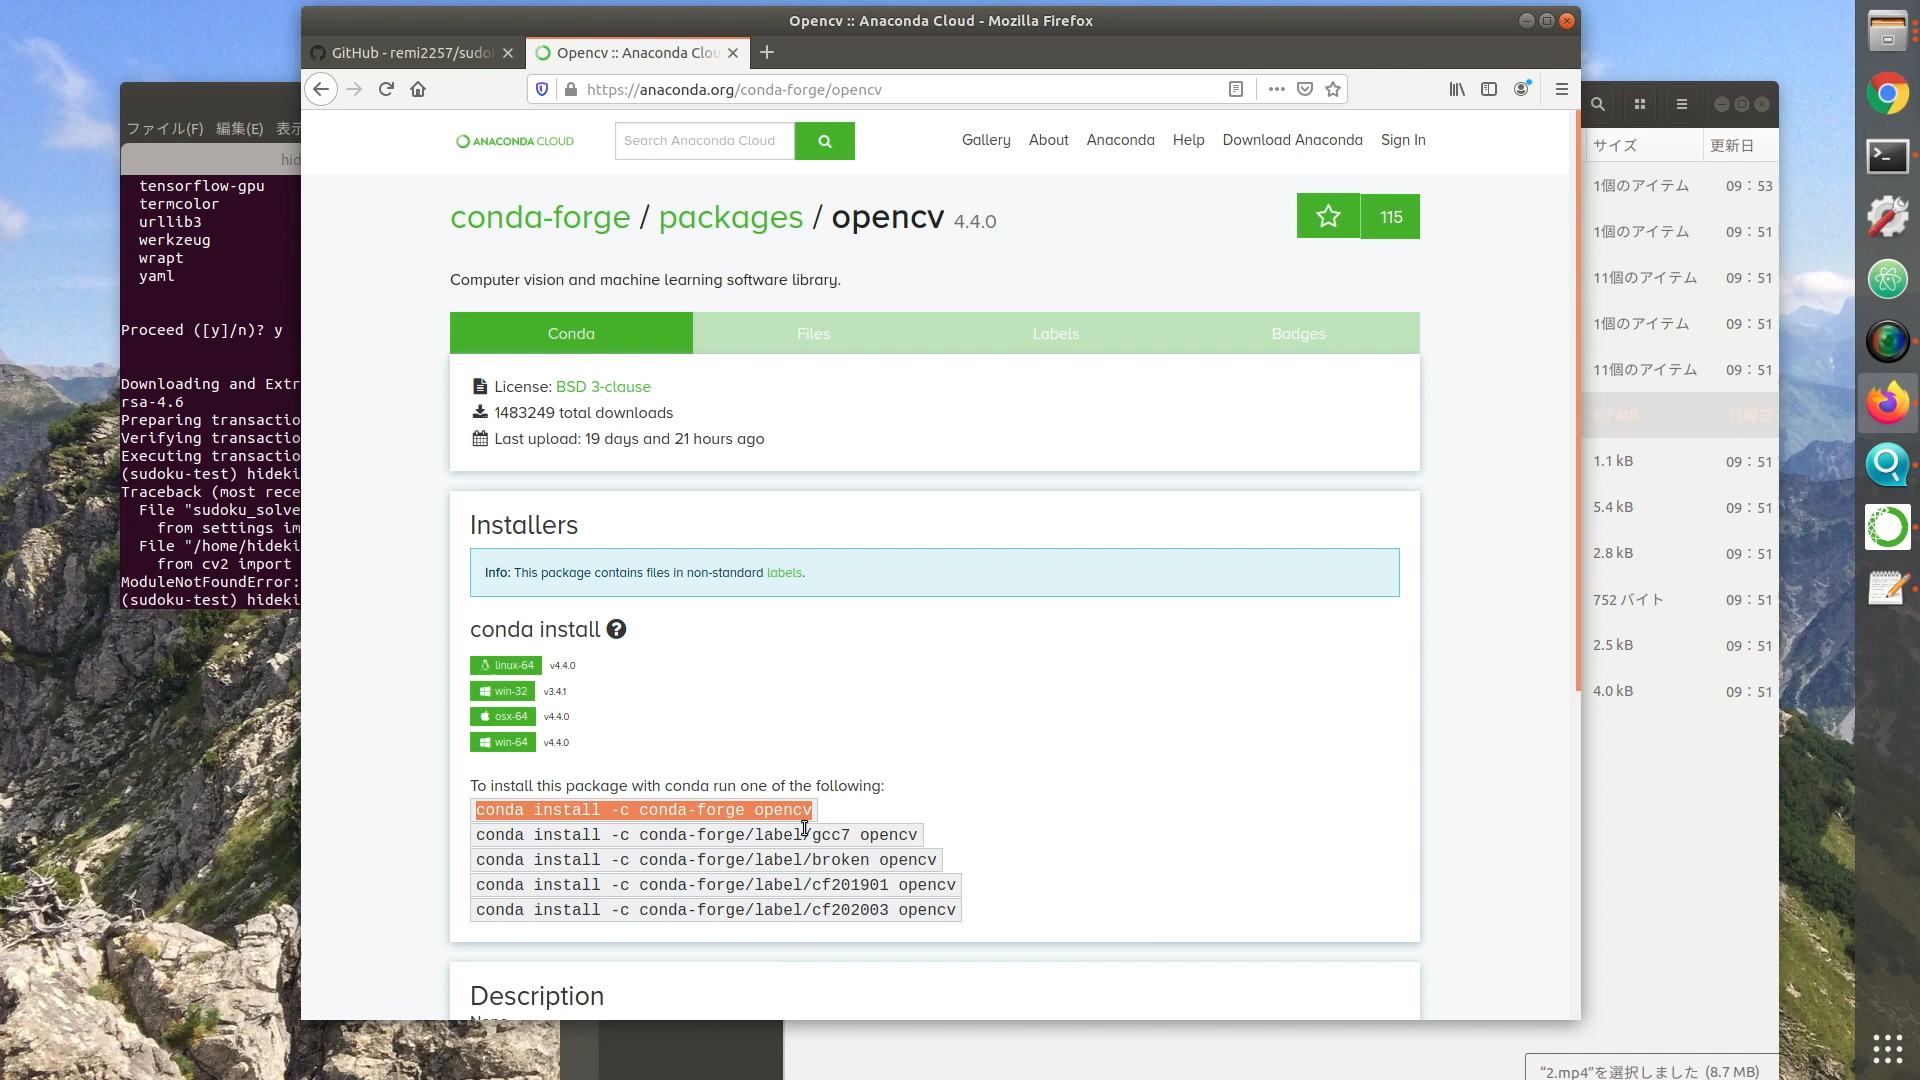 Opencv :: Anaconda Cloud - Mozilla Firefox
GitHub - remi2257/sudo
Opencv :: Anaconda Clou
https://anaconda.org/conda-forge/opencv
ファイル(F) 編集(E) 表示
hid
tensorflow-gpu
termcolor
urllib3
werkzeug
wrapt
yaml
Proceed ([y]/n)? y
Downloading and Extr
rsa-4.6
Preparing transactio
Verifying transactio
Executing transactio
(sudoku-test) hideki
Traceback (most rece
File "sudoku_solve
from settings im
File "/home/hideki
from cv2 import
ModuleNotFoundError:
(sudoku-test) hideki
ANACONDA CLOUD
Search Anaconda Cloud
Gallery About Anaconda Help Download Anaconda Sign In
conda-forge / packages / opencv 4.4.0
115
Computer vision and machine learning software library.
Conda Files Labels Badges
License: BSD 3-clause
1483249 total downloads
Last upload: 19 days and 21 hours ago
Installers
Info: This package contains files in non-standard labels.
conda install
linux-64 v4.4.0
win-32 v3.4.1
osx-64 v4.4.0
win-64 v4.4.0
To install this package with conda run one of the following:
conda install -c conda-forge opencv
conda install -c conda-forge/label/gcc7 opencv
conda install -c conda-forge/label/broken opencv
conda install -c conda-forge/label/cf201901 opencv
conda install -c conda-forge/label/cf202003 opencv
Description
サイズ 更新日
1個のアイテム 09:53
1個のアイテム 09:51
11個のアイテム 09:51
1個のアイテム 09:51
11個のアイテム 09:51
8.7 MB 日曜日
1.1 kB 09:51
5.4 kB 09:51
2.8 kB 09:51
752 バイト 09:51
2.5 kB 09:51
4.0 kB 09:51
“2.mp4”を選択しました (8.7 MB)